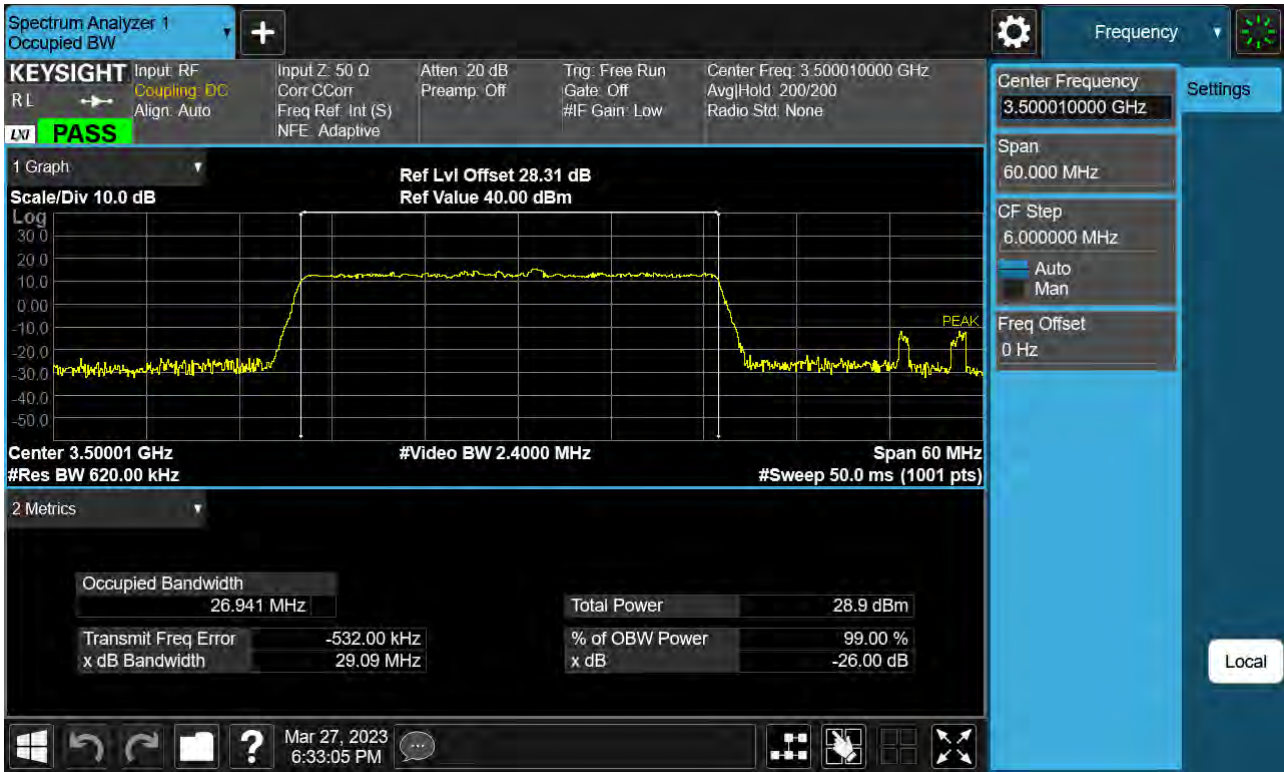 Spectrum Analyzer 1
Occupied BW
+
Frequency
KEYSIGHT
RL
LXI
PASS
Input: RF
Coupling: DC
Align: Auto
Input Z: 50 Ω
Corr CCorr
Freq Ref: Int (S)
NFE: Adaptive
Atten: 20 dB
Preamp: Off
Trig: Free Run
Gate: Off
#IF Gain: Low
Center Freq: 3.500010000 GHz
Avg|Hold: 200/200
Radio Std: None
Center Frequency
3.500010000 GHz
Settings
Span
60.000 MHz
CF Step
6.000000 MHz
Auto
Man
Freq Offset
0 Hz
1 Graph
Scale/Div 10.0 dB
Ref Lvl Offset 28.31 dB
Ref Value 40.00 dBm
Log
30.0
20.0
10.0
0.00
-10.0
-20.0
-30.0
-40.0
-50.0
PEAK
Center 3.50001 GHz
#Video BW 2.4000 MHz
Span 60 MHz
#Res BW 620.00 kHz
#Sweep 50.0 ms (1001 pts)
2 Metrics
Occupied Bandwidth
26.941 MHz
Total Power 28.9 dBm
Transmit Freq Error -532.00 kHz
% of OBW Power 99.00 %
x dB Bandwidth 29.09 MHz
x dB -26.00 dB
Local
?
Mar 27, 2023
6:33:05 PM